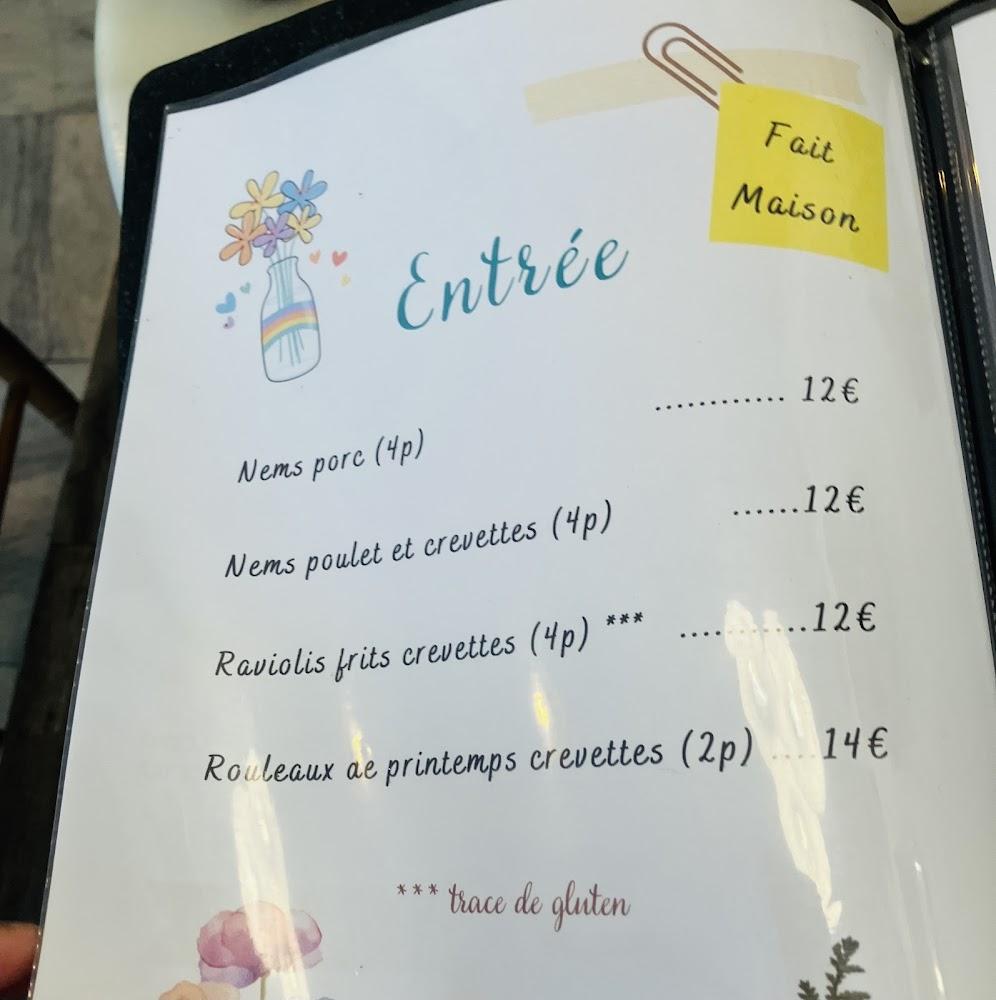 Fait
Maison
Entrée
Nems porc (4p) ............ 12€
Nems poulet et crevettes (4p) ......12€
Raviolis frits crevettes (4p) *** ...........12€
Rouleaux de printemps crevettes (2p) ....14€
*** trace de gluten